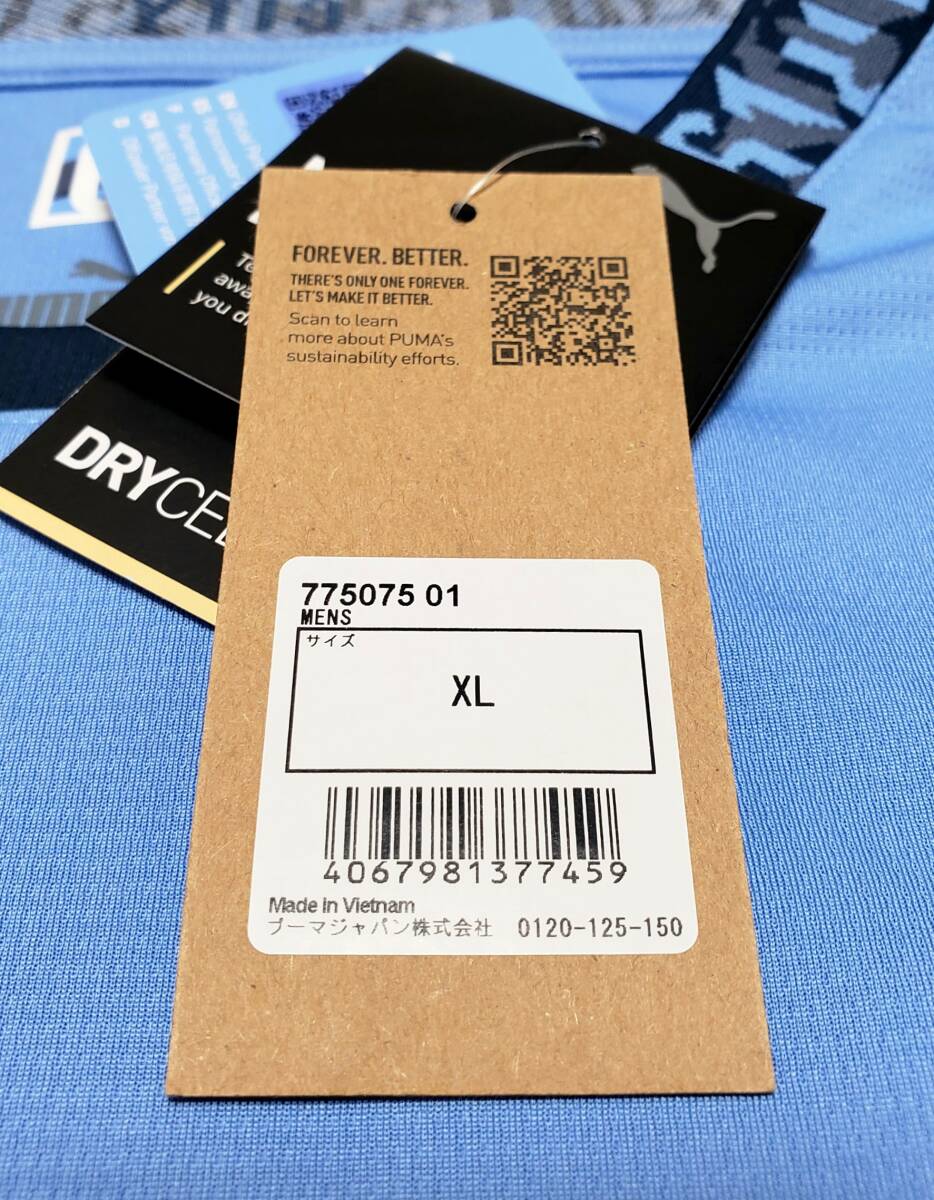 FOREVER. BETTER.
THERE'S ONLY ONE FOREVER.
LET'S MAKE IT BETTER.
Scan to learn
more about PUMA's
sustainability efforts.
you
DRYCE
775075 01
MENS
サイズ
XL
4067981377459
Made in Vietnam
プーマジャパン株式会社 0120-125-150